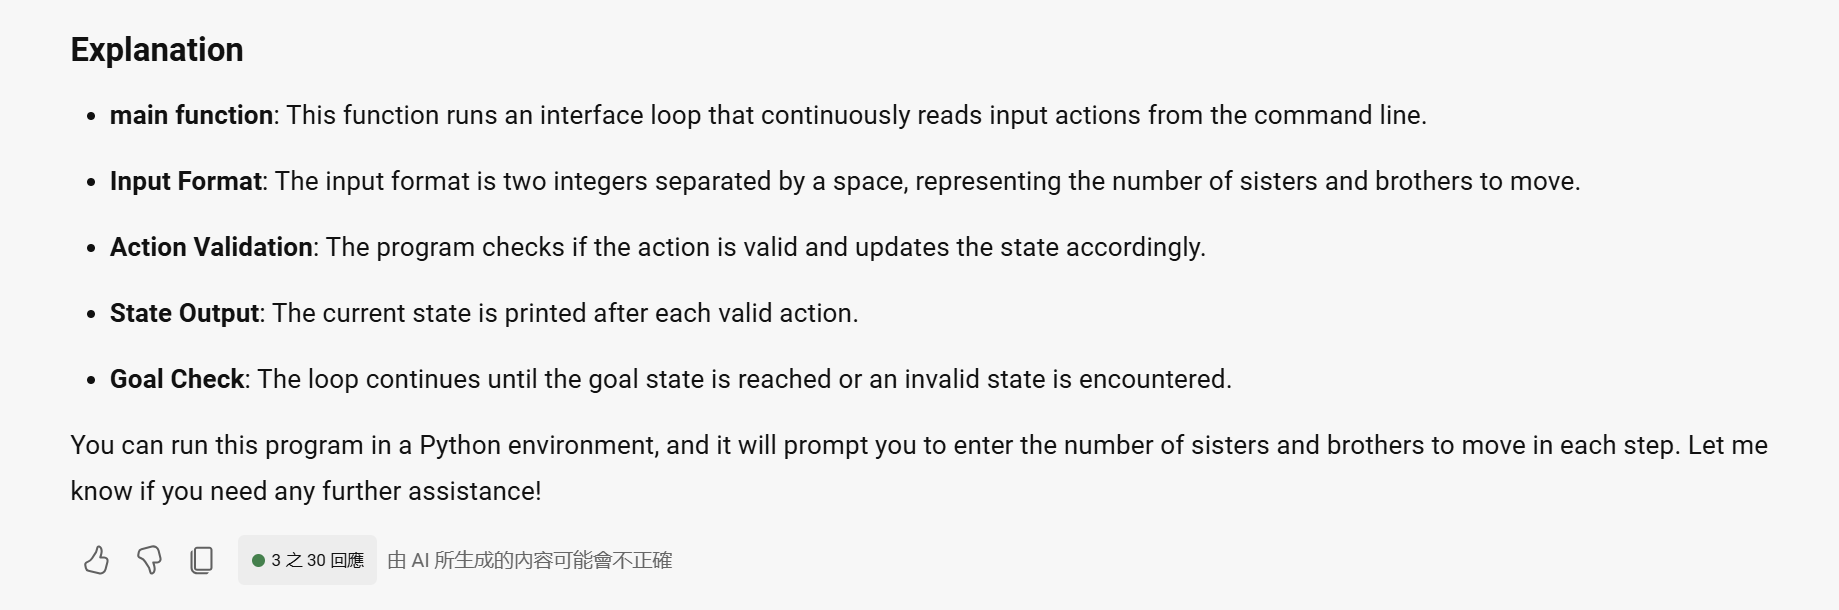 Explanation
• main function: This function runs an interface loop that continuously reads input actions from the command line.
• Input Format: The input format is two integers separated by a space, representing the number of sisters and brothers to move.
• Action Validation: The program checks if the action is valid and updates the state accordingly.
• State Output: The current state is printed after each valid action.
• Goal Check: The loop continues until the goal state is reached or an invalid state is encountered.
You can run this program in a Python environment, and it will prompt you to enter the number of sisters and brothers to move in each step. Let me
know if you need any further assistance!
3 之 30 回應 由 AI 所生成的內容可能會不正確